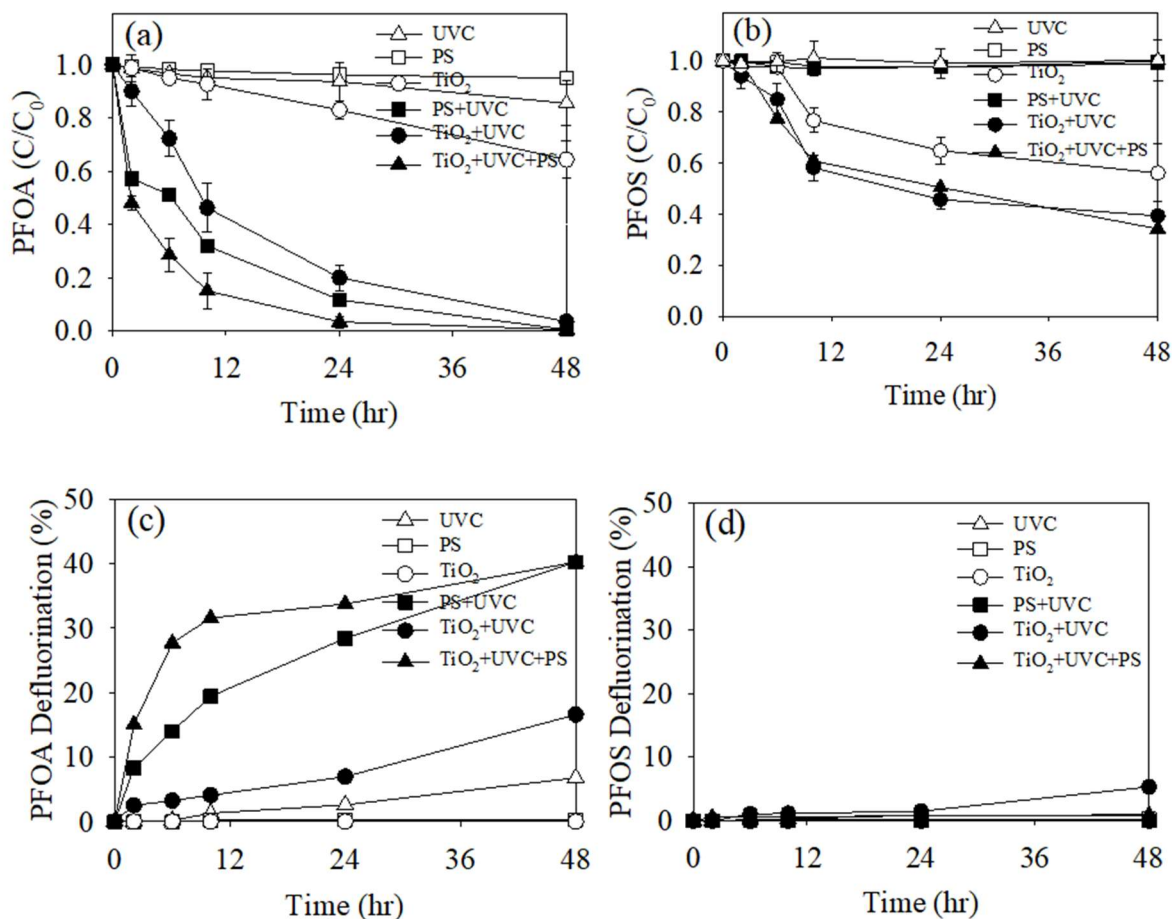 (a)
UVC
PS
TiO₂
PS+UVC
TiO₂+UVC
TiO₂+UVC+PS
PFOA (C/C₀)
1.0
0.8
0.6
0.4
0.2
0.0
0 12 24 36 48
Time (hr)
(b)
UVC
PS
TiO₂
PS+UVC
TiO₂+UVC
TiO₂+UVC+PS
PFOS (C/C₀)
1.0
0.8
0.6
0.4
0.2
0.0
0 12 24 36 48
Time (hr)
(c)
UVC
PS
TiO₂
PS+UVC
TiO₂+UVC
TiO₂+UVC+PS
PFOA Defluorination (%)
50
40
30
20
10
0
0 12 24 36 48
Time (hr)
(d)
UVC
PS
TiO₂
PS+UVC
TiO₂+UVC
TiO₂+UVC+PS
PFOS Defluorination (%)
50
40
30
20
10
0
0 12 24 36 48
Time (hr)